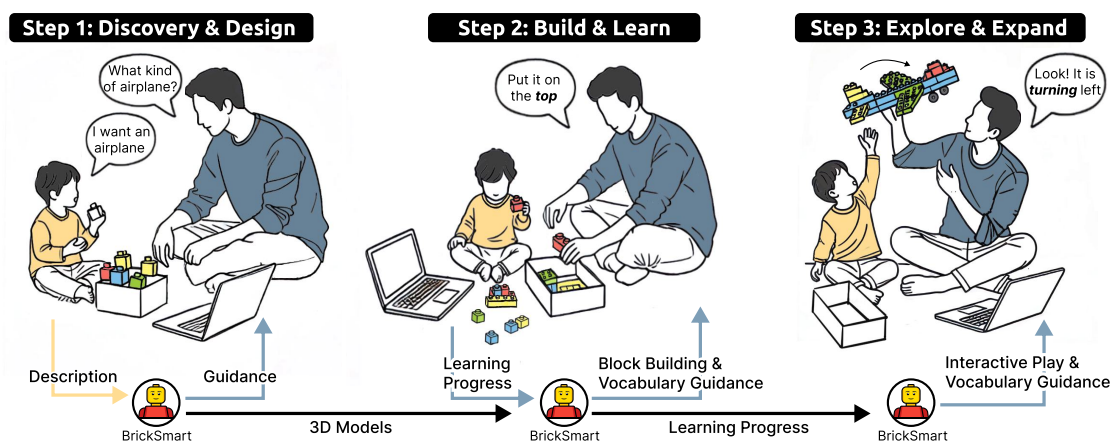 Step 1: Discovery & Design
What kind
of airplane?
I want an
airplane
Description
Guidance
BrickSmart
3D Models
Step 2: Build & Learn
Put it on
the top
Learning
Progress
Block Building &
Vocabulary Guidance
BrickSmart
Learning Progress
Step 3: Explore & Expand
Look! It is
turning left
Interactive Play &
Vocabulary Guidance
BrickSmart